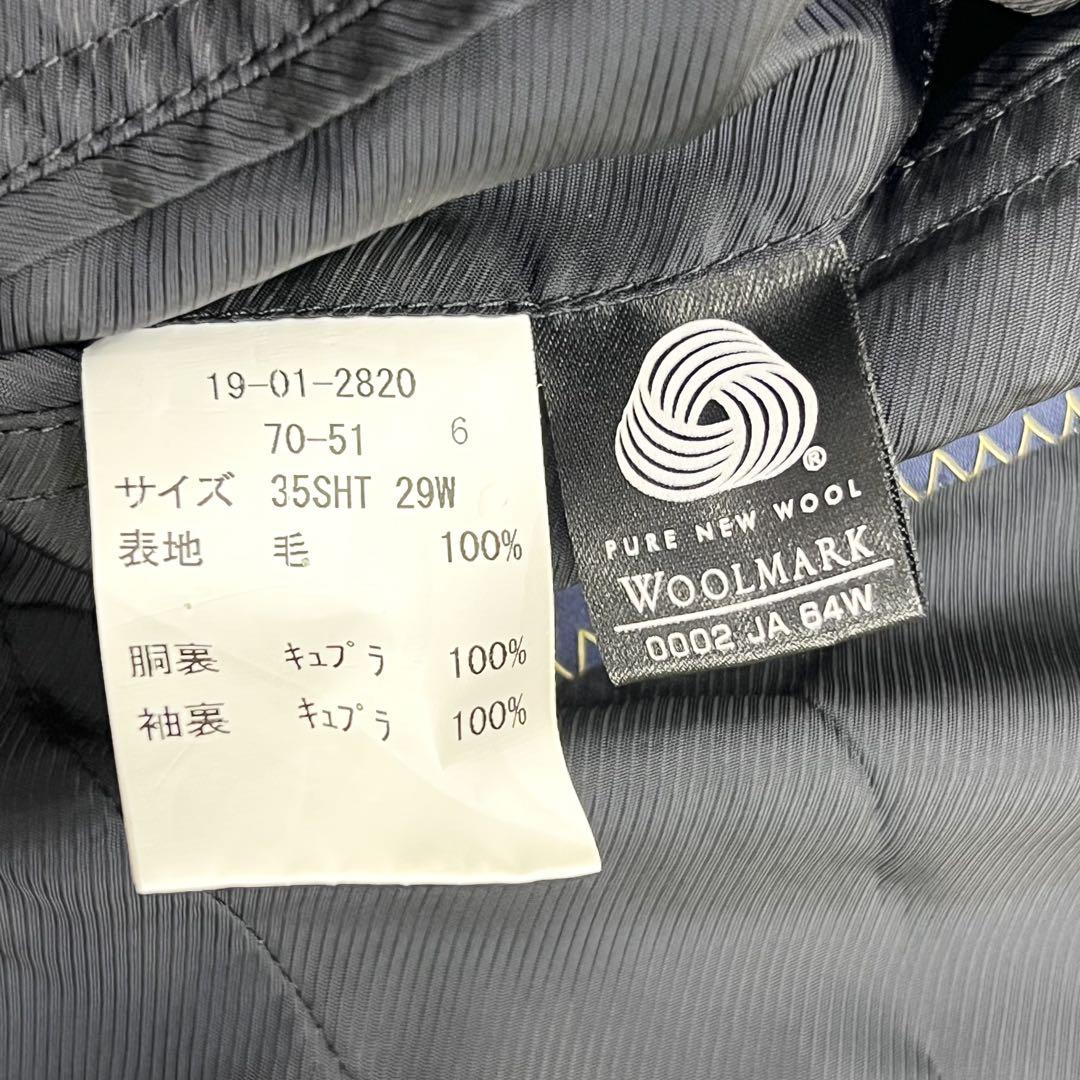 19-01-2820
70-51 6
サイズ 35SHT 29W
表地 毛 100%
胴裏 ｷｭﾌﾟﾗ 100%
袖裏 ｷｭﾌﾟﾗ 100%
®
PURE NEW WOOL
WOOLMARK
0002 JA 64W